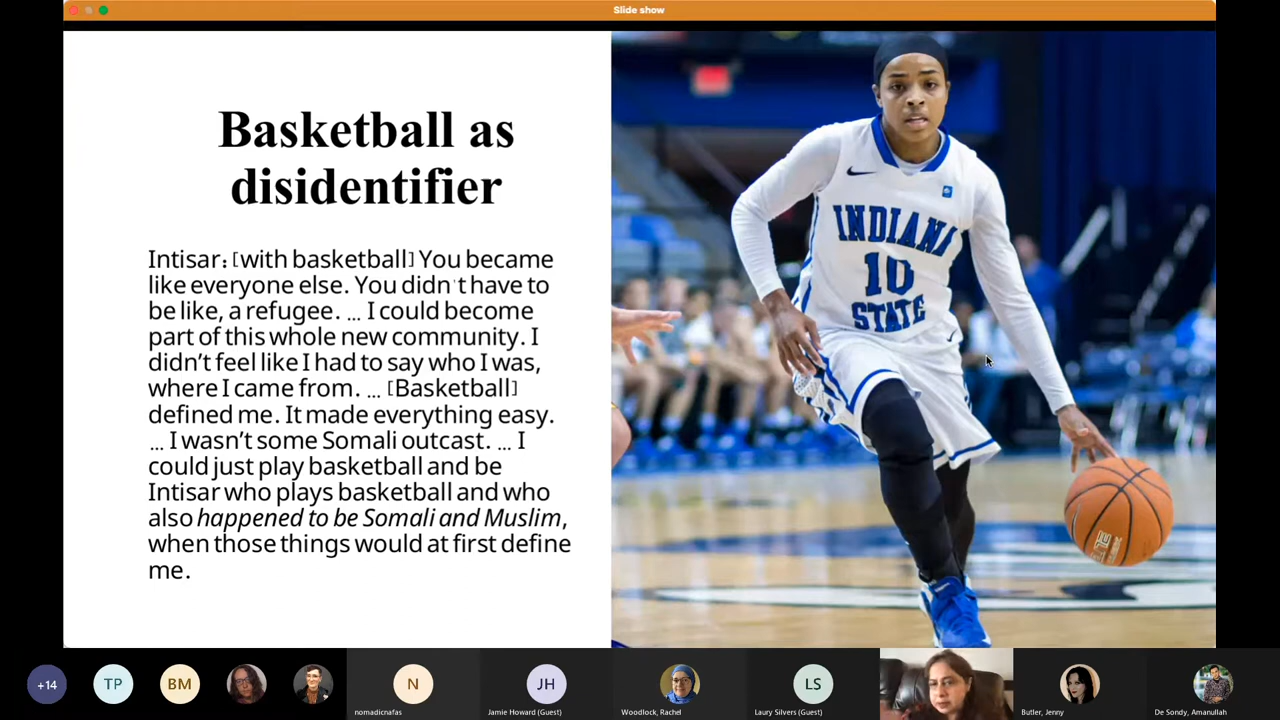 Slide show
Basketball as
disidentifier
Intisar: [with basketball] You became
like everyone else. You didn't have to
be like, a refugee. ... I could become
part of this whole new community. I
didn’t feel like I had to say who I was,
where I came from. ... [Basketball]
defined me. It made everything easy.
... I wasn’t some Somali outcast. ... I
could just play basketball and be
Intisar who plays basketball and who
also happened to be Somali and Muslim,
when those things would at first define
me.
INDIANA
10
STATE
+14
TP
BM
N
nomadicnafas
JH
Jamie Howard (Guest)
Woodlock, Rachel
LS
Laury Silvers (Guest)
Butler, Jenny
De Sondy, Amanullah